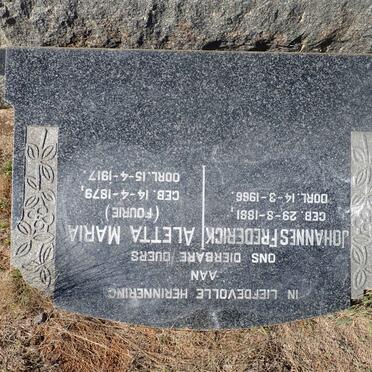 IN LIEFDEVOLLE HERINNERING
AAN
ONS DIERBARE OUERS
JOHANNES FREDERICK
GEB. 29-8-1881,
OORL. 14-3-1966.
ALETTA MARIA
(FOURIE)
GEB. 14-4-1879,
OORL. 15-4-1917.